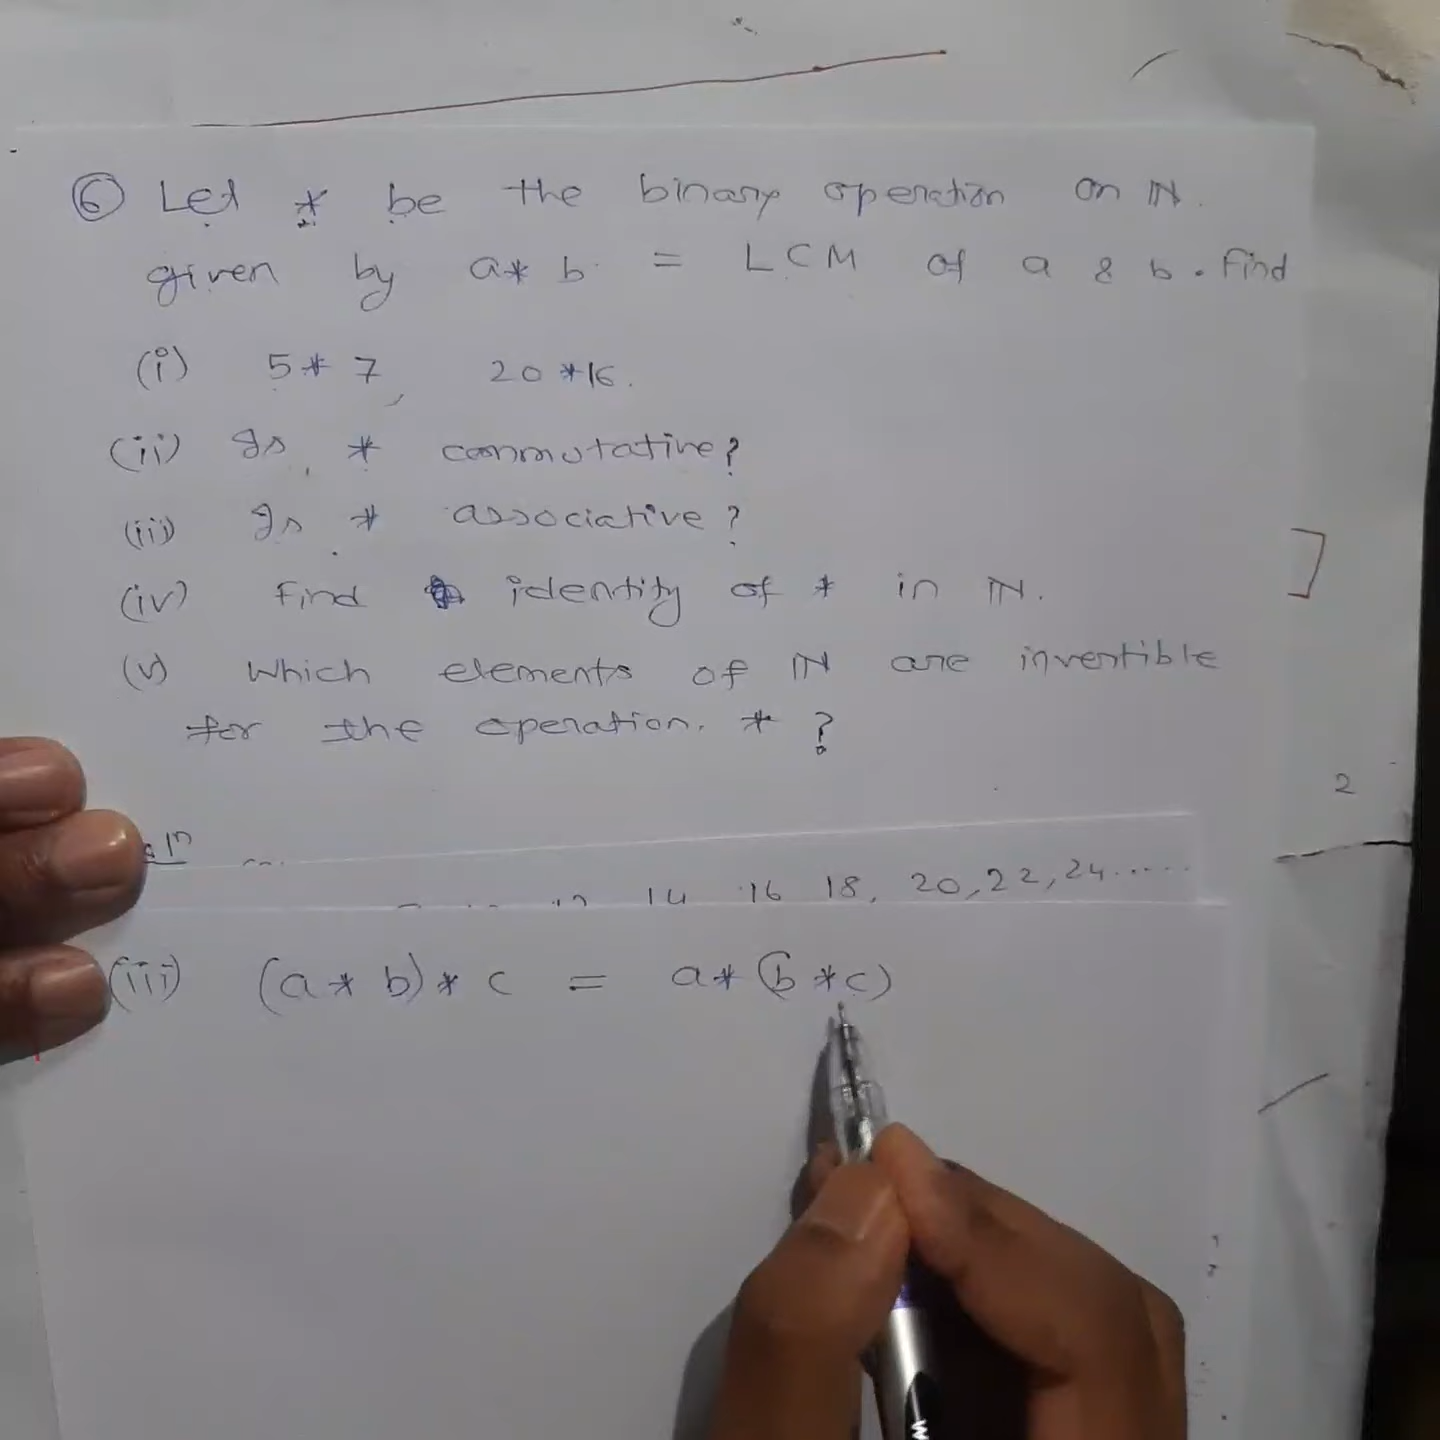 ⑥ Let * be the binary operation on ℕ.
given by a * b = LCM of a & b. Find
(i) 5 * 7, 20 * 16.
(ii) Is * commutative?
(iii) Is * associative?
(iv) Find identity of * in ℕ.
(v) Which elements of ℕ are invertible
for the operation. * ?
2
14 16 18, 20, 22, 24......
(iii) (a * b) * c = a * (b * c)
W